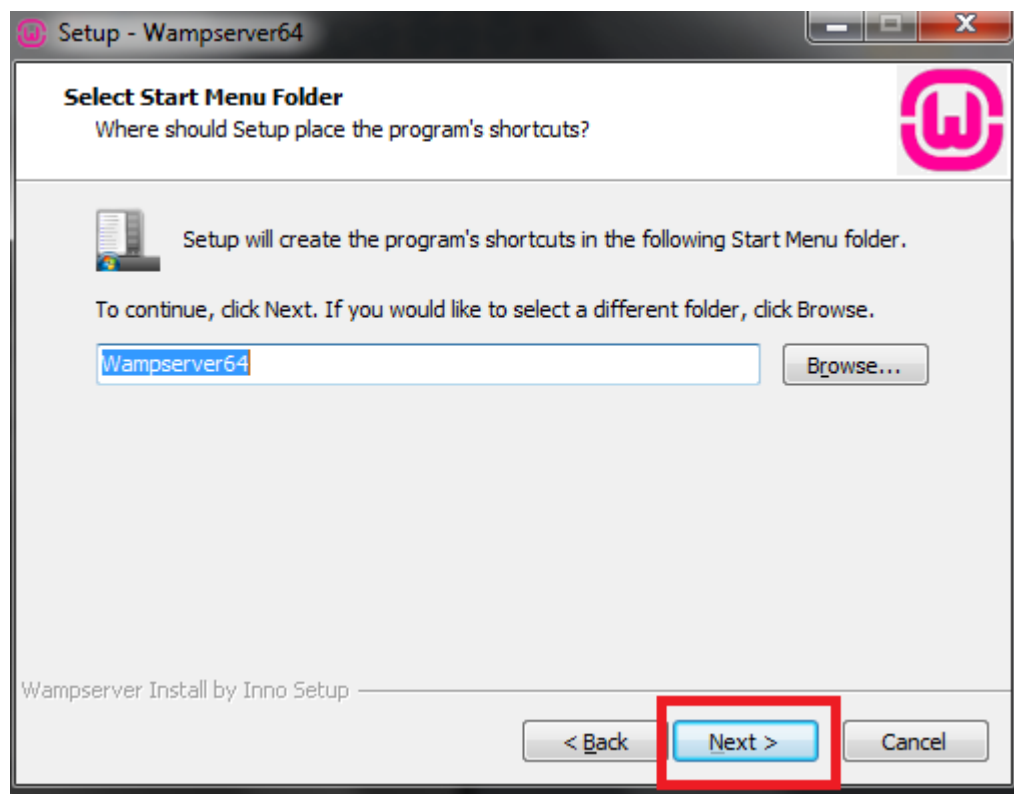 Setup - Wampserver64
Select Start Menu Folder
Where should Setup place the program's shortcuts?
Setup will create the program's shortcuts in the following Start Menu folder.
To continue, click Next. If you would like to select a different folder, click Browse.
Wampserver64
Browse...
Wampserver Install by Inno Setup
< Back
Next >
Cancel